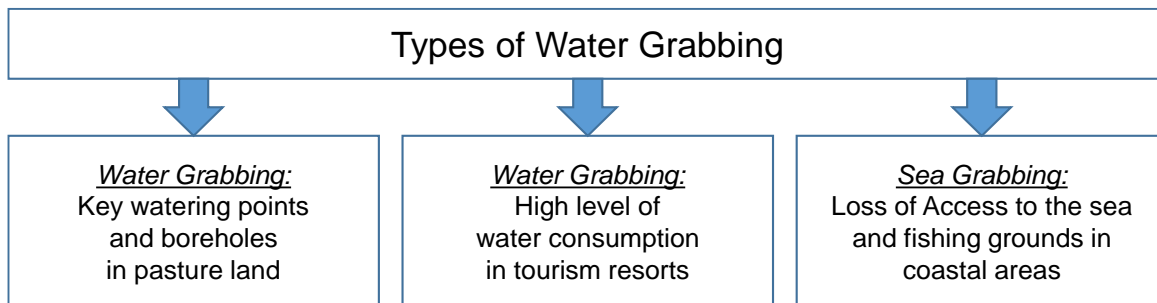 Types of Water Grabbing
Water Grabbing:
Key watering points
and boreholes
in pasture land
Water Grabbing:
High level of
water consumption
in tourism resorts
Sea Grabbing:
Loss of Access to the sea
and fishing grounds in
coastal areas